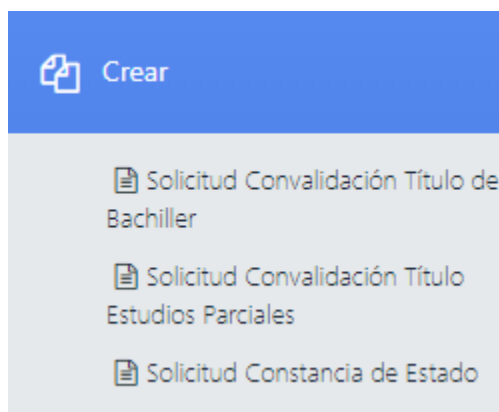 Crear
Solicitud Convalidación Título de
Bachiller
Solicitud Convalidación Título
Estudios Parciales
Solicitud Constancia de Estado